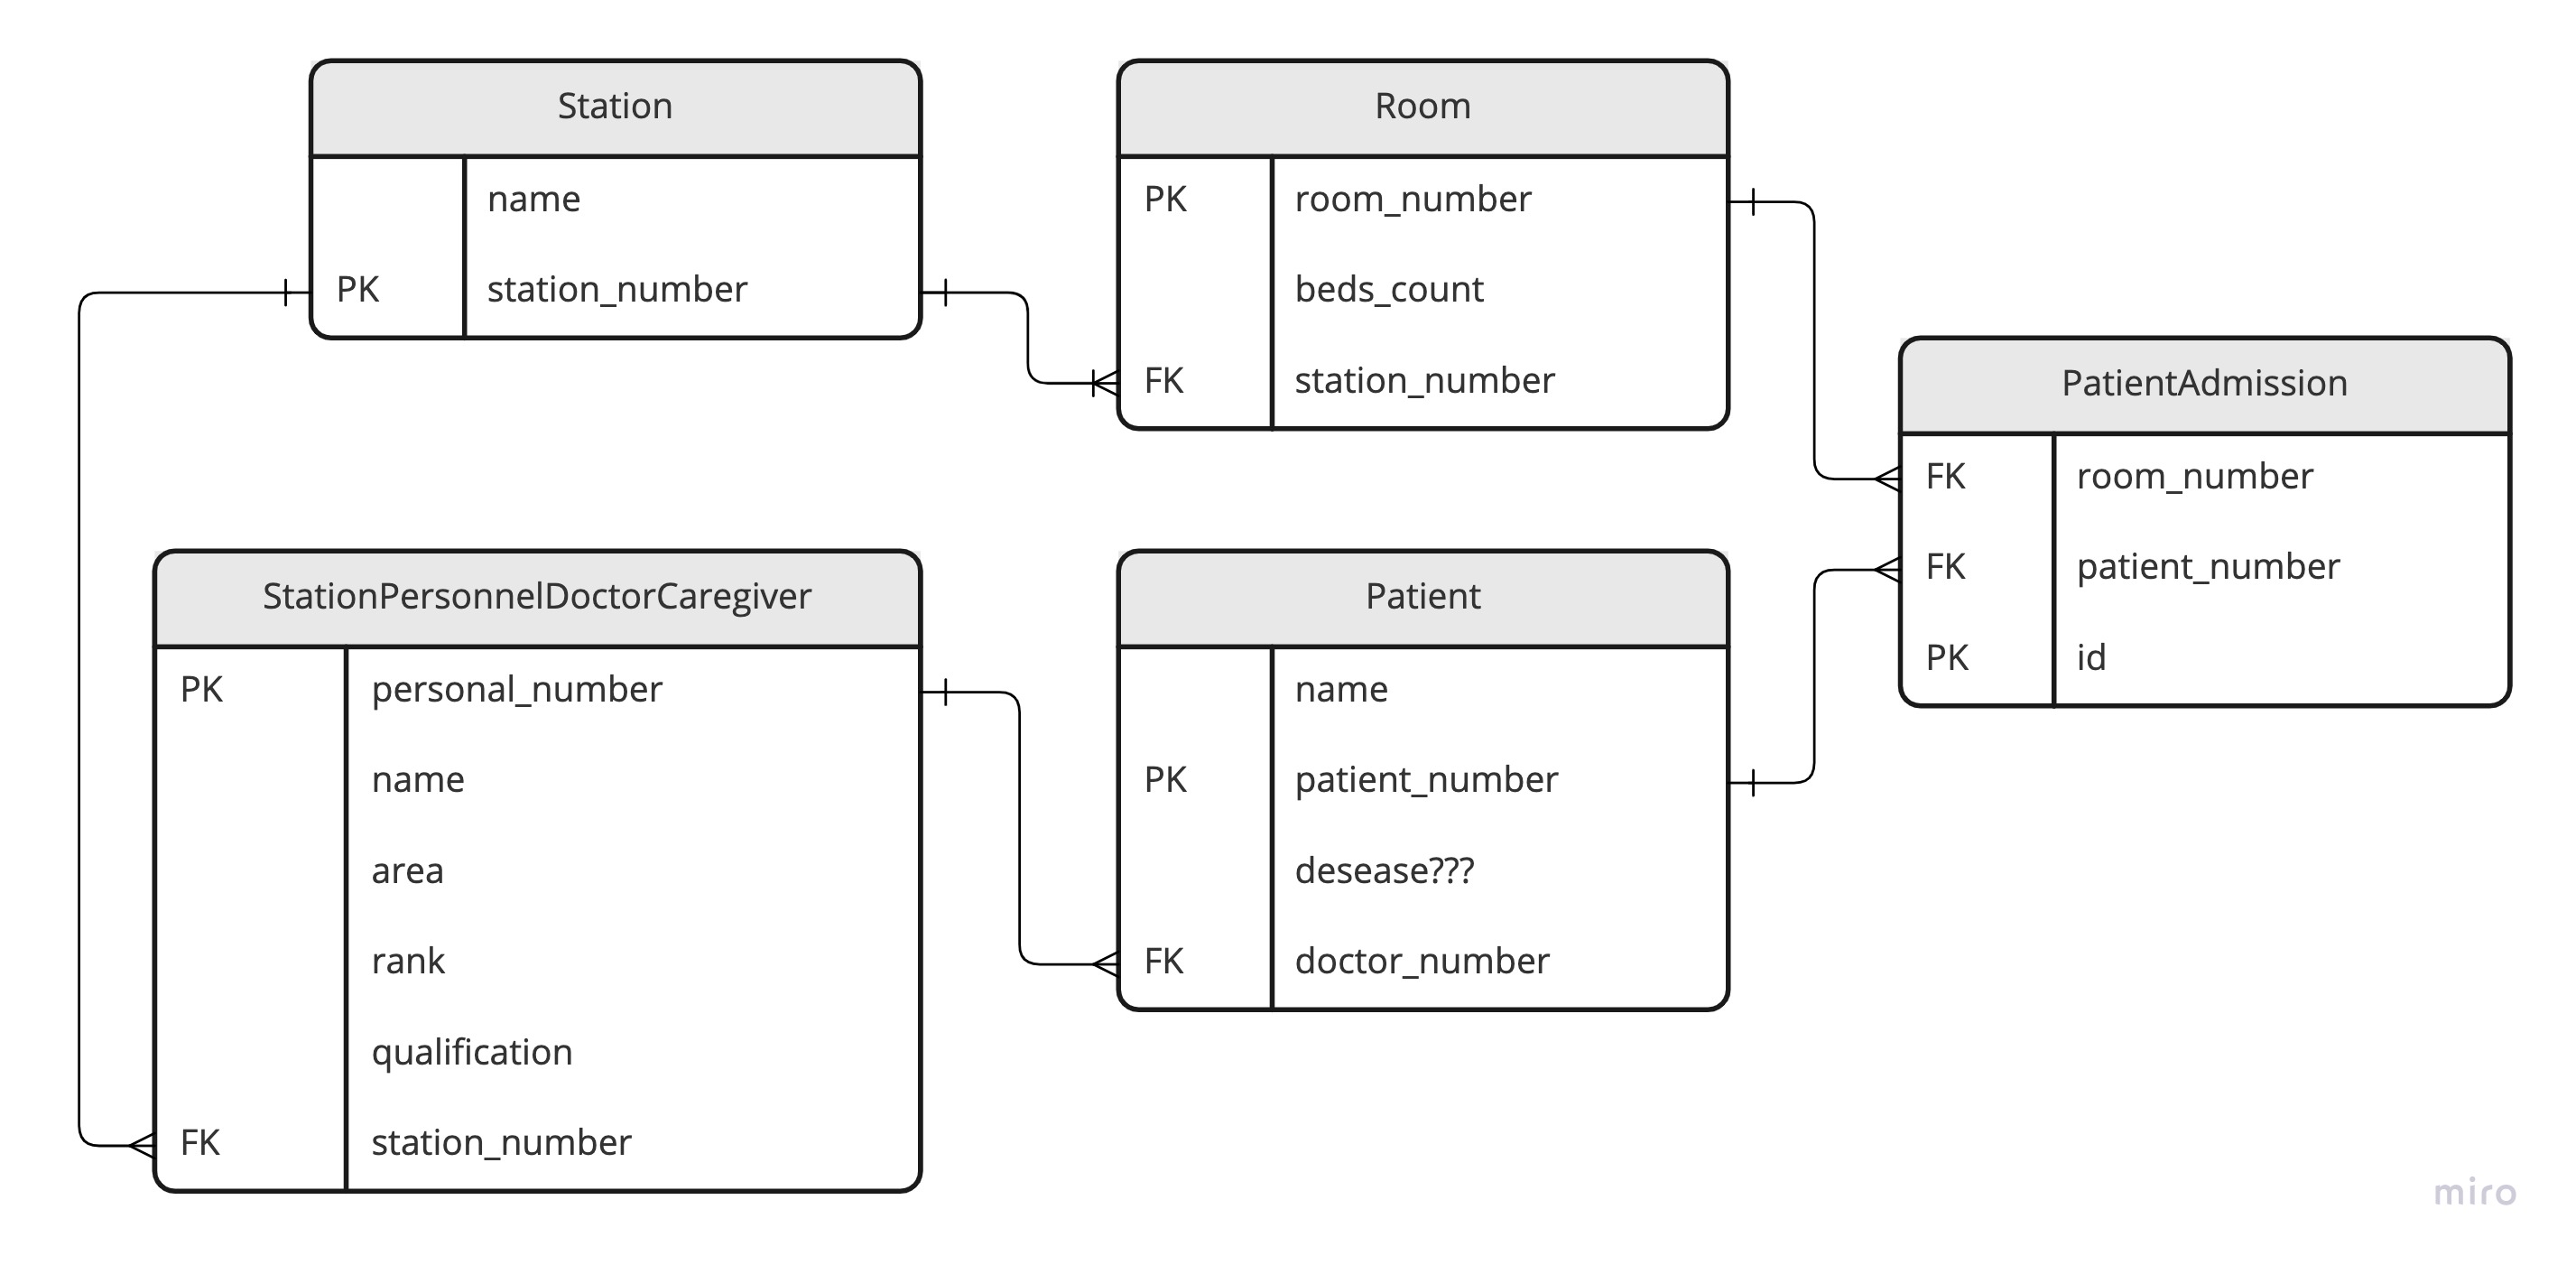 Station
name
PK station_number
Room
PK room_number
beds_count
FK station_number
PatientAdmission
FK room_number
FK patient_number
PK id
StationPersonnelDoctorCaregiver
PK personal_number
name
area
rank
qualification
FK station_number
Patient
name
PK patient_number
desease???
FK doctor_number
miro